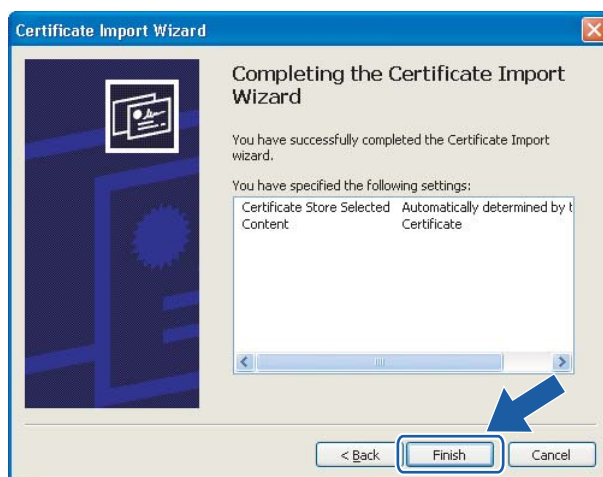 Certificate Import Wizard
Completing the Certificate Import
Wizard
You have successfully completed the Certificate Import
wizard.
You have specified the following settings:
Certificate Store Selected Automatically determined by t
Content Certificate
< Back Finish Cancel